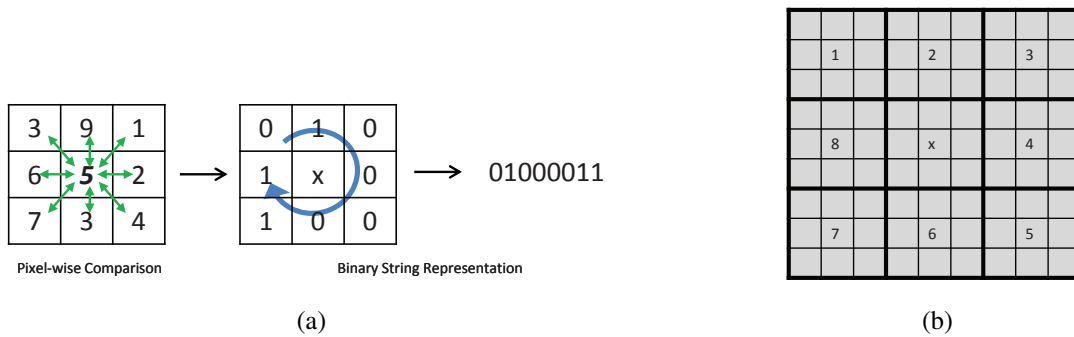 3 9 1
6 5 2
7 3 4
Pixel-wise Comparison
0 1 0
1 x 0
1 0 0
Binary String Representation
01000011
(a)
1 2 3
8 x 4
7 6 5
(b)